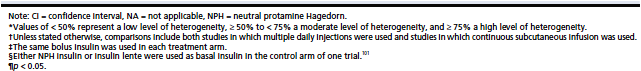 Note: CI = confidence interval, NA = not applicable, NPH = neutral protamine Hagedorn.
*Values of < 50% represent a low level of heterogeneity, ≥ 50% to < 75% a moderate level of heterogeneity, and ≥ 75% a high level of heterogeneity.
†Unless stated otherwise, comparisons include both studies in which multiple daily injections were used and studies in which continuous subcutaneous infusion was used.
‡The same bolus insulin was used in each treatment arm.
§Either NPH insulin or insulin lente were used as basal insulin in the control arm of one trial.¹⁰¹
¶p < 0.05.